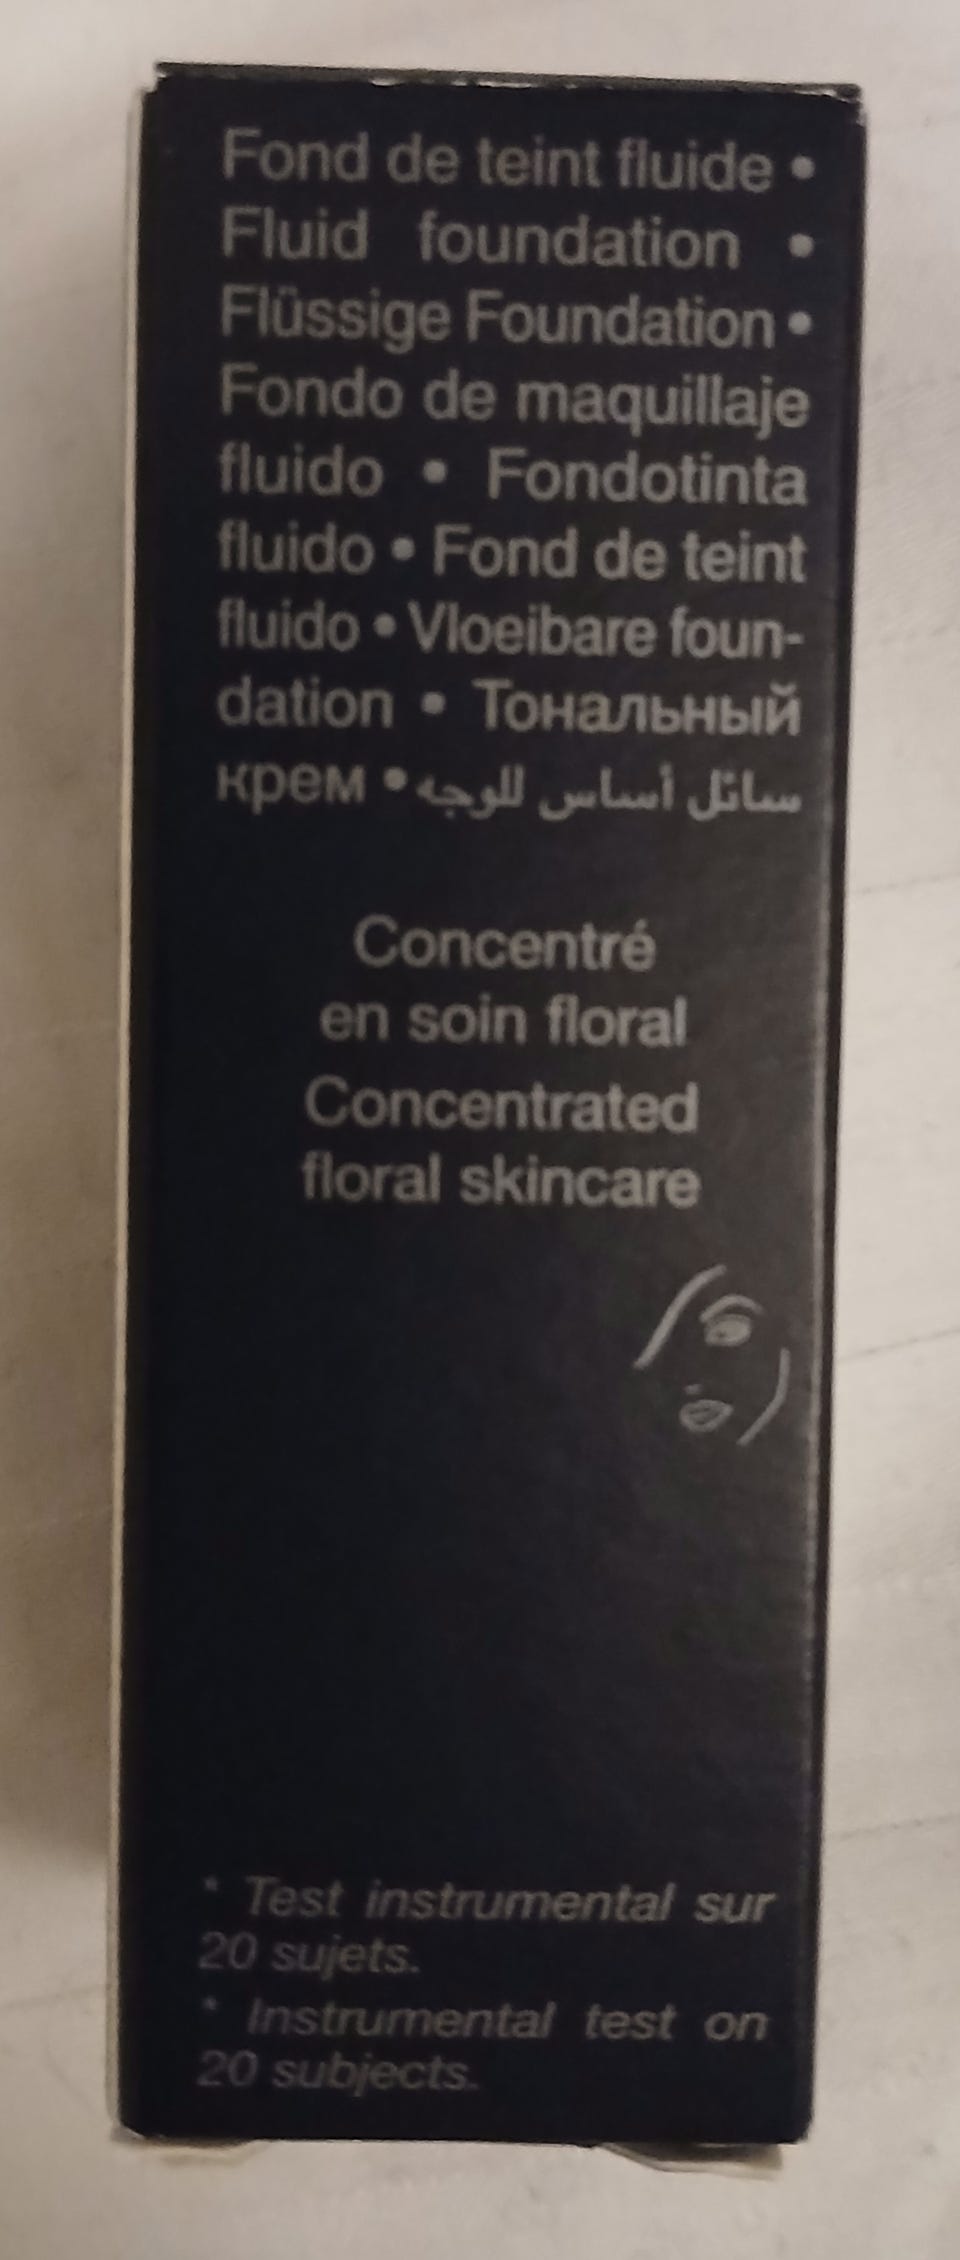 Fond de teint fluide •
Fluid foundation •
Flüssige Foundation •
Fondo de maquillaje
fluido • Fondotinta
fluido • Fond de teint
fluido • Vloeibare foun-
dation • Тональный
крем • سائل أساس للوجه
Concentré
en soin floral
Concentrated
floral skincare
* Test instrumental sur
20 sujets.
* Instrumental test on
20 subjects.